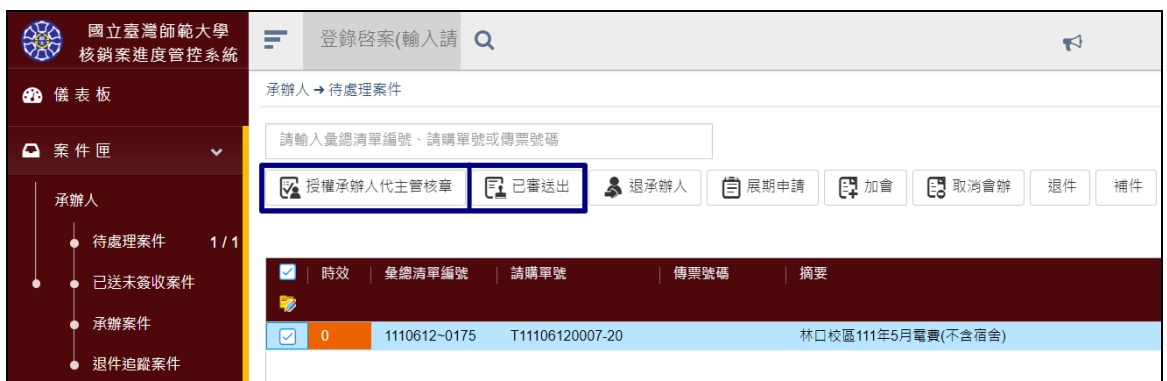 國立臺灣師範大學
核銷案進度管控系統
登錄啓案(輸入請
儀表板
案件匣
承辦人
待處理案件 1 / 1
已送未簽收案件
承辦案件
退件追蹤案件
承辦人➔待處理案件
請輸入彙總清單編號、請購單號或傳票號碼
授權承辦人代主管核章 已審送出 退承辦人 展期申請 加會 取消會辦 退件 補件
時效 彙總清單編號 請購單號 傳票號碼 摘要
0 1110612~0175 T11106120007-20 林口校區111年5月電費(不含宿舍)